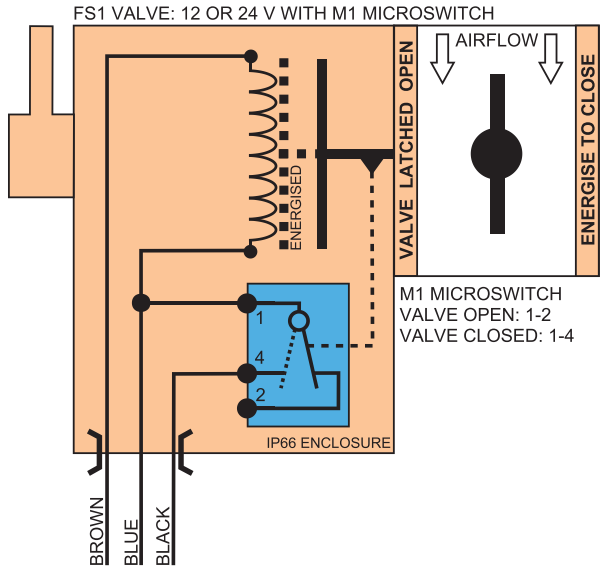 FS1 VALVE: 12 OR 24 V WITH M1 MICROSWITCH
AIRFLOW
VALVE LATCHED OPEN
ENERGISE TO CLOSE
ENERGISED
M1 MICROSWITCH
VALVE OPEN: 1-2
VALVE CLOSED: 1-4
1
4
2
IP66 ENCLOSURE
BROWN
BLUE
BLACK